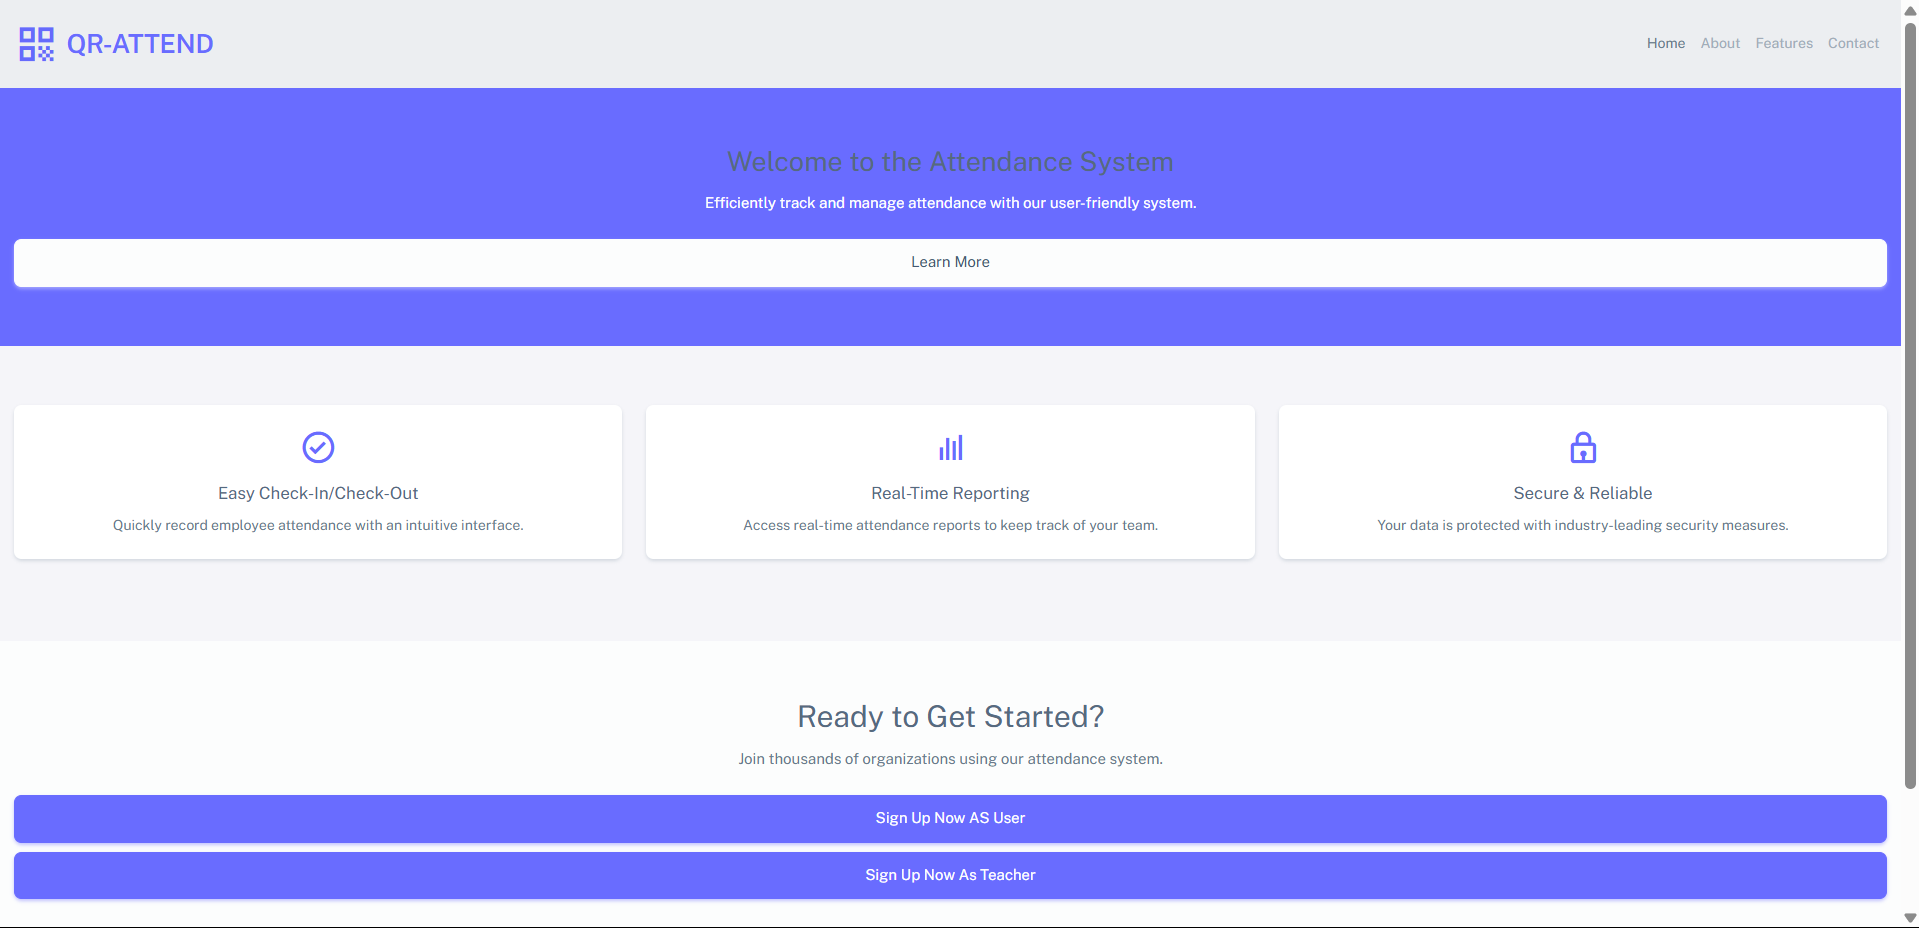 QR-ATTEND
Home About Features Contact
Welcome to the Attendance System
Efficiently track and manage attendance with our user-friendly system.
Learn More
Easy Check-In/Check-Out
Quickly record employee attendance with an intuitive interface.
Real-Time Reporting
Access real-time attendance reports to keep track of your team.
Secure & Reliable
Your data is protected with industry-leading security measures.
Ready to Get Started?
Join thousands of organizations using our attendance system.
Sign Up Now AS User
Sign Up Now As Teacher